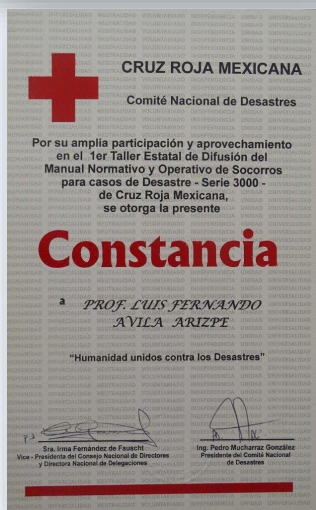 CRUZ ROJA MEXICANA
Comité Nacional de Desastres
Por su amplia participación y aprovechamiento
en el 1er Taller Estatal de Difusión del
Manual Normativo y Operativo de Socorros
para casos de Desastre - Serie 3000 -
de Cruz Roja Mexicana,
se otorga la presente
Constancia
a PROF. LUIS FERNANDO
AVILA ARIZPE
“Humanidad unidos contra los Desastres”
Sra. Irma Fernández de Fauscht
Vice - Presidenta del Consejo Nacional de Directores
y Directora Nacional de Delegaciones
Ing. Pedro Mucharraz González
Presidente del Comité Nacional
de Desastres